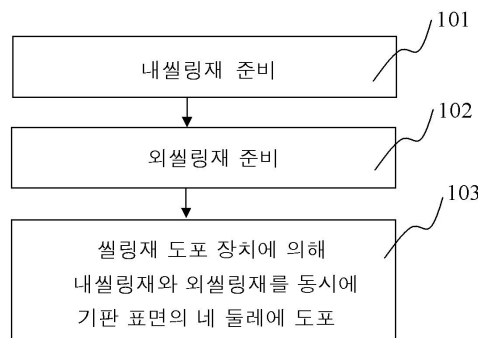 101
내씰링재 준비
102
외씰링재 준비
103
씰링재 도포 장치에 의해
내씰링재와 외씰링재를 동시에
기판 표면의 네 둘레에 도포